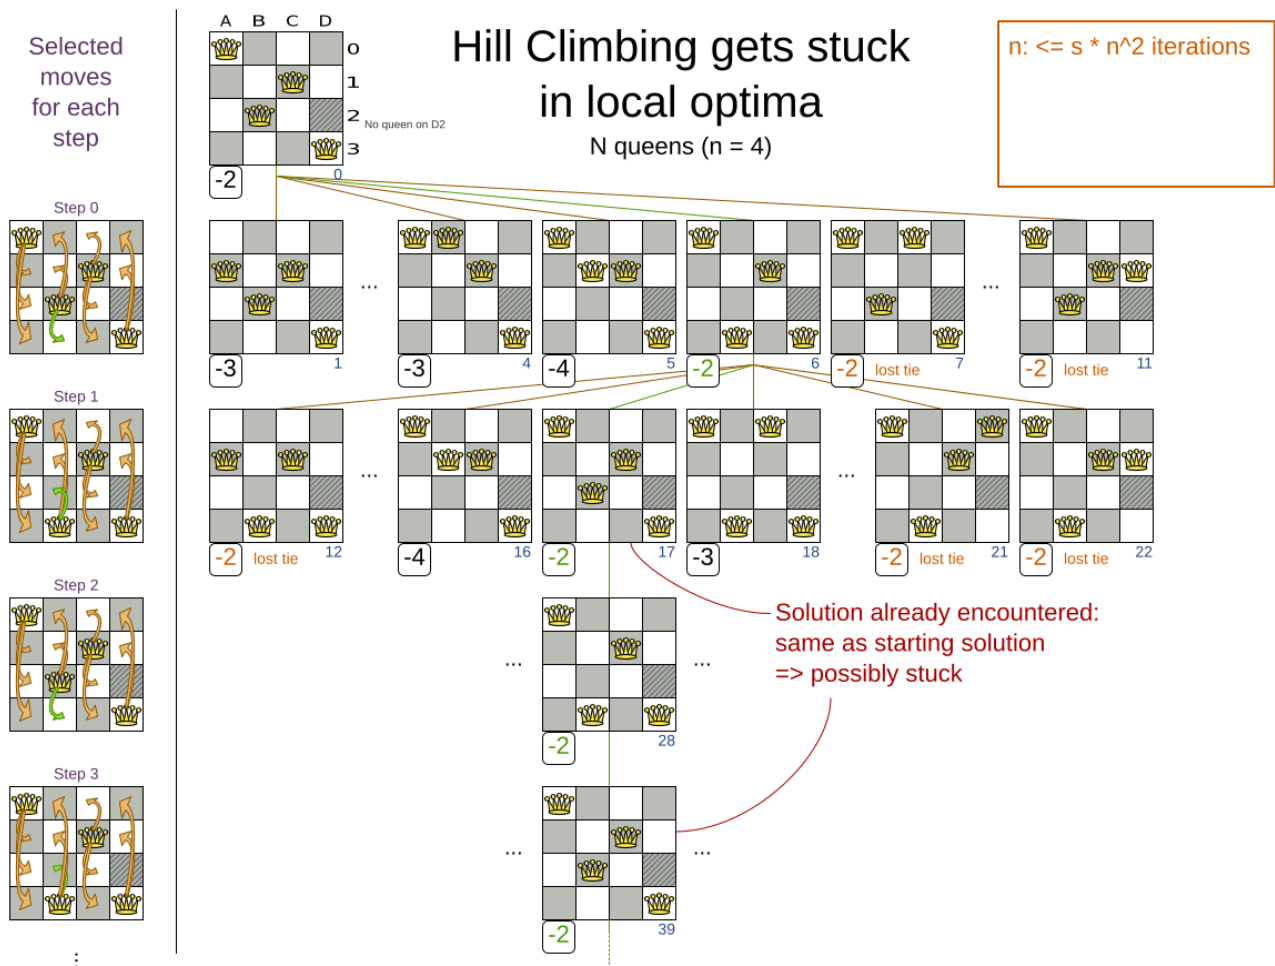 Selected
moves
for each
step
A B C D
0
1
2
3
No queen on D2
-2
0
Hill Climbing gets stuck
in local optima
N queens (n = 4)
n: <= s * n^2 iterations
Step 0
...
...
-3
1
-3
4
-4
5
-2
6
-2 lost tie
7
-2 lost tie
11
Step 1
...
...
-2 lost tie
12
-4
16
-2
17
-3
18
-2 lost tie
21
-2 lost tie
22
Step 2
...
...
-2
28
Solution already encountered:
same as starting solution
=> possibly stuck
Step 3
...
...
-2
39
...